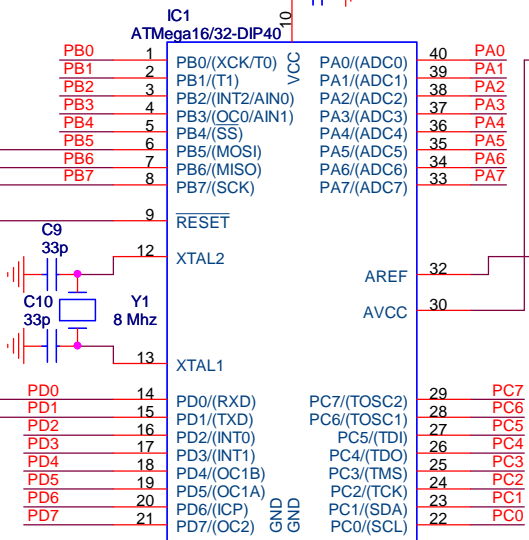 IC1
ATMega16/32-DIP40
10
VCC
PB0 1 PB0/(XCK/T0) PA0/(ADC0) 40 PA0
PB1 2 PB1/(T1) PA1/(ADC1) 39 PA1
PB2 3 PB2/(INT2/AIN0) PA2/(ADC2) 38 PA2
PB3 4 PB3/(OC0/AIN1) PA3/(ADC3) 37 PA3
PB4 5 PB4/(SS) PA4/(ADC4) 36 PA4
PB5 6 PB5/(MOSI) PA5/(ADC5) 35 PA5
PB6 7 PB6/(MISO) PA6/(ADC6) 34 PA6
PB7 8 PB7/(SCK) PA7/(ADC7) 33 PA7
9 RESET
C9
33p
12 XTAL2
AREF 32
C10
33p
Y1
8 Mhz
AVCC 30
13 XTAL1
PD0 14 PD0/(RXD) PC7/(TOSC2) 29 PC7
PD1 15 PD1/(TXD) PC6/(TOSC1) 28 PC6
PD2 16 PD2/(INT0) PC5/(TDI) 27 PC5
PD3 17 PD3/(INT1) PC4/(TDO) 26 PC4
PD4 18 PD4/(OC1B) PC3/(TMS) 25 PC3
PD5 19 PD5/(OC1A) PC2/(TCK) 24 PC2
PD6 20 PD6/(ICP) PC1/(SDA) 23 PC1
PD7 21 PD7/(OC2) PC0/(SCL) 22 PC0
GND
GND